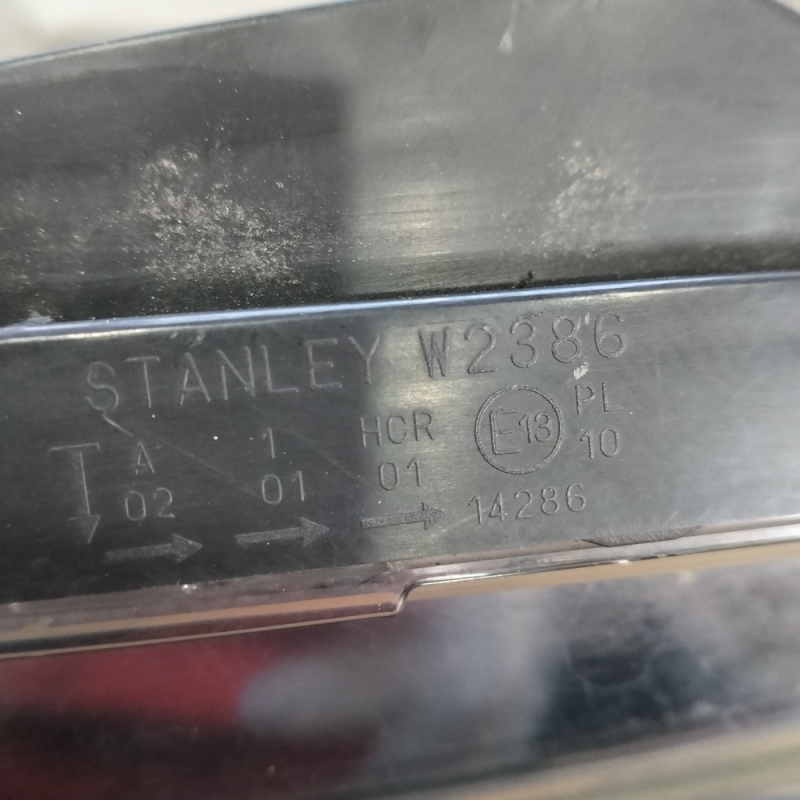 STANLEY W2386
A 1 HCR E13 PL
02 01 01 10
→ → → 14286